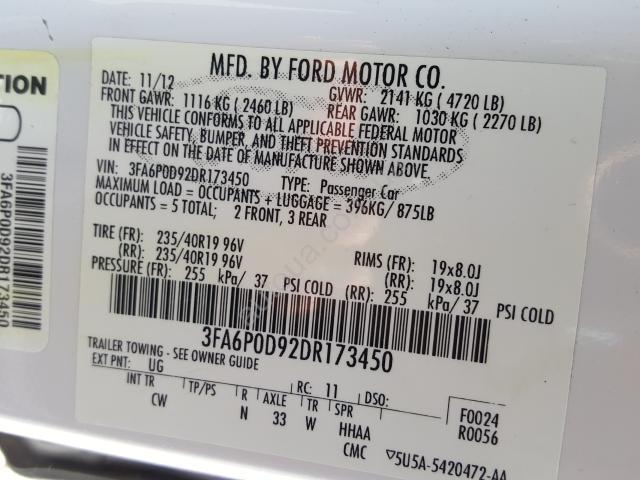 MFD. BY FORD MOTOR CO.
DATE: 11/12 GVWR: 2141 KG ( 4720 LB)
FRONT GAWR: 1116 KG ( 2460 LB) REAR GAWR: 1030 KG ( 2270 LB)
THIS VEHICLE CONFORMS TO ALL APPLICABLE FEDERAL MOTOR
VEHICLE SAFETY, BUMPER, AND THEFT PREVENTION STANDARDS
IN EFFECT ON THE DATE OF MANUFACTURE SHOWN ABOVE.
VIN: 3FA6P0D92DR173450 TYPE: Passenger Car
MAXIMUM LOAD = OCCUPANTS + LUGGAGE = 396KG/ 875LB
OCCUPANTS = 5 TOTAL; 2 FRONT, 3 REAR
TIRE (FR): 235/40R19 96V RIMS (FR): 19x8.0J
(RR): 235/40R19 96V (RR): 19x8.0J
PRESSURE (FR): 255 kPa/ 37 PSI COLD (RR): 255 kPa/ 37 PSI COLD
3FA6P0D92DR173450
TRAILER TOWING - SEE OWNER GUIDE
EXT PNT: UG RC: 11 DSO: F0024
INT TR TP/PS R AXLE TR SPR R0056
CW N 33 W HHAA
CMC 5U5A-5420472-AA
TION
3FA6P0D92DR173450
autoua.com